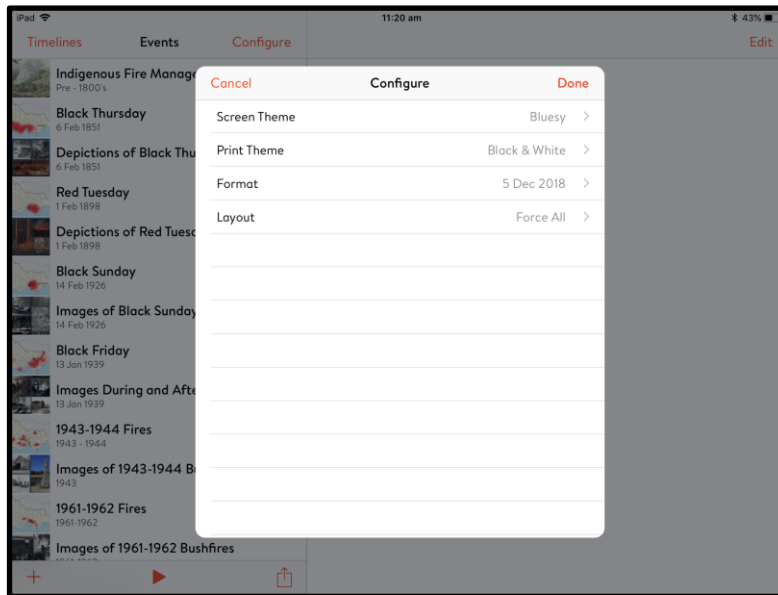 iPad 11:20 am 43%
Timelines Events Configure Edit
Indigenous Fire Manage
Pre - 1800's
Black Thursday
6 Feb 1851
Depictions of Black Thu
6 Feb 1851
Red Tuesday
1 Feb 1898
Depictions of Red Tuesd
1 Feb 1898
Black Sunday
14 Feb 1926
Images of Black Sunday
14 Feb 1926
Black Friday
13 Jan 1939
Images During and Afte
13 Jan 1939
1943-1944 Fires
1943 - 1944
Images of 1943-1944 B
1943
1961-1962 Fires
1961-1962
Images of 1961-1962 Bushfires
Cancel Configure Done
Screen Theme Bluesy
Print Theme Black & White
Format 5 Dec 2018
Layout Force All